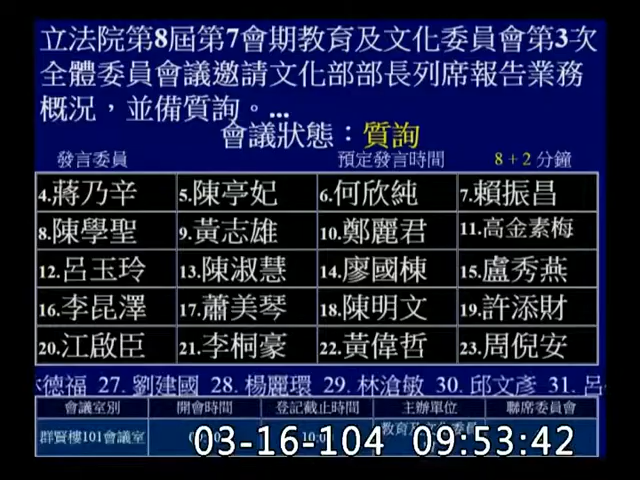 立法院第8屆第7會期教育及文化委員會第3次
全體委員會議邀請文化部部長列席報告業務
概況，並備質詢。...
會議狀態：質詢
發言委員 預定發言時間 8 + 2 分鐘
4.蔣乃辛 5.陳亭妃 6.何欣純 7.賴振昌
8.陳學聖 9.黃志雄 10.鄭麗君 11.高金素梅
12.呂玉玲 13.陳淑慧 14.廖國棟 15.盧秀燕
16.李昆澤 17.蕭美琴 18.陳明文 19.許添財
20.江啟臣 21.李桐豪 22.黃偉哲 23.周倪安
德福 27. 劉建國 28. 楊麗環 29. 林滄敏 30. 邱文彥 31. 呂
會議室別 開會時間 登記截止時間 主辦單位 聯席委員會
群賢樓101會議室 教育及文化委員
03-16-104 09:53:42